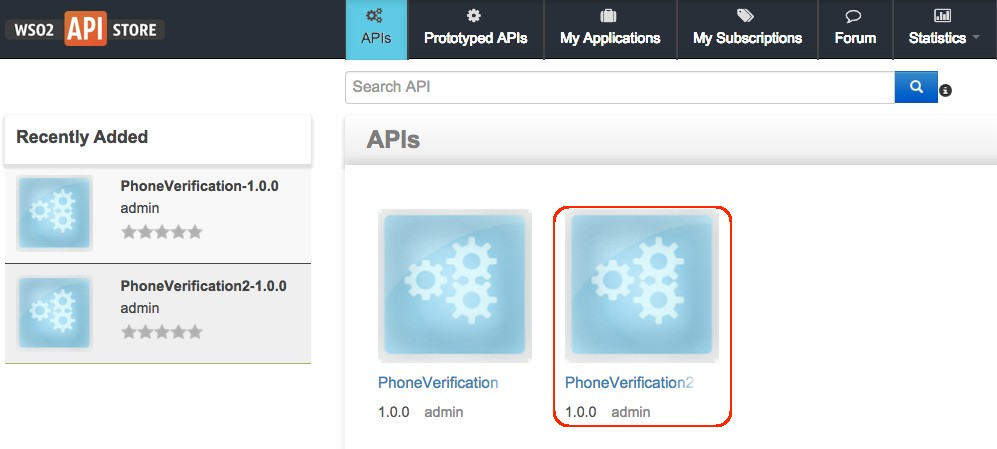 WSO2 API STORE
APIs
Prototyped APIs
My Applications
My Subscriptions
Forum
Statistics
Search API
Recently Added
PhoneVerification-1.0.0
admin
PhoneVerification2-1.0.0
admin
APIs
PhoneVerification
1.0.0 admin
PhoneVerification2
1.0.0 admin